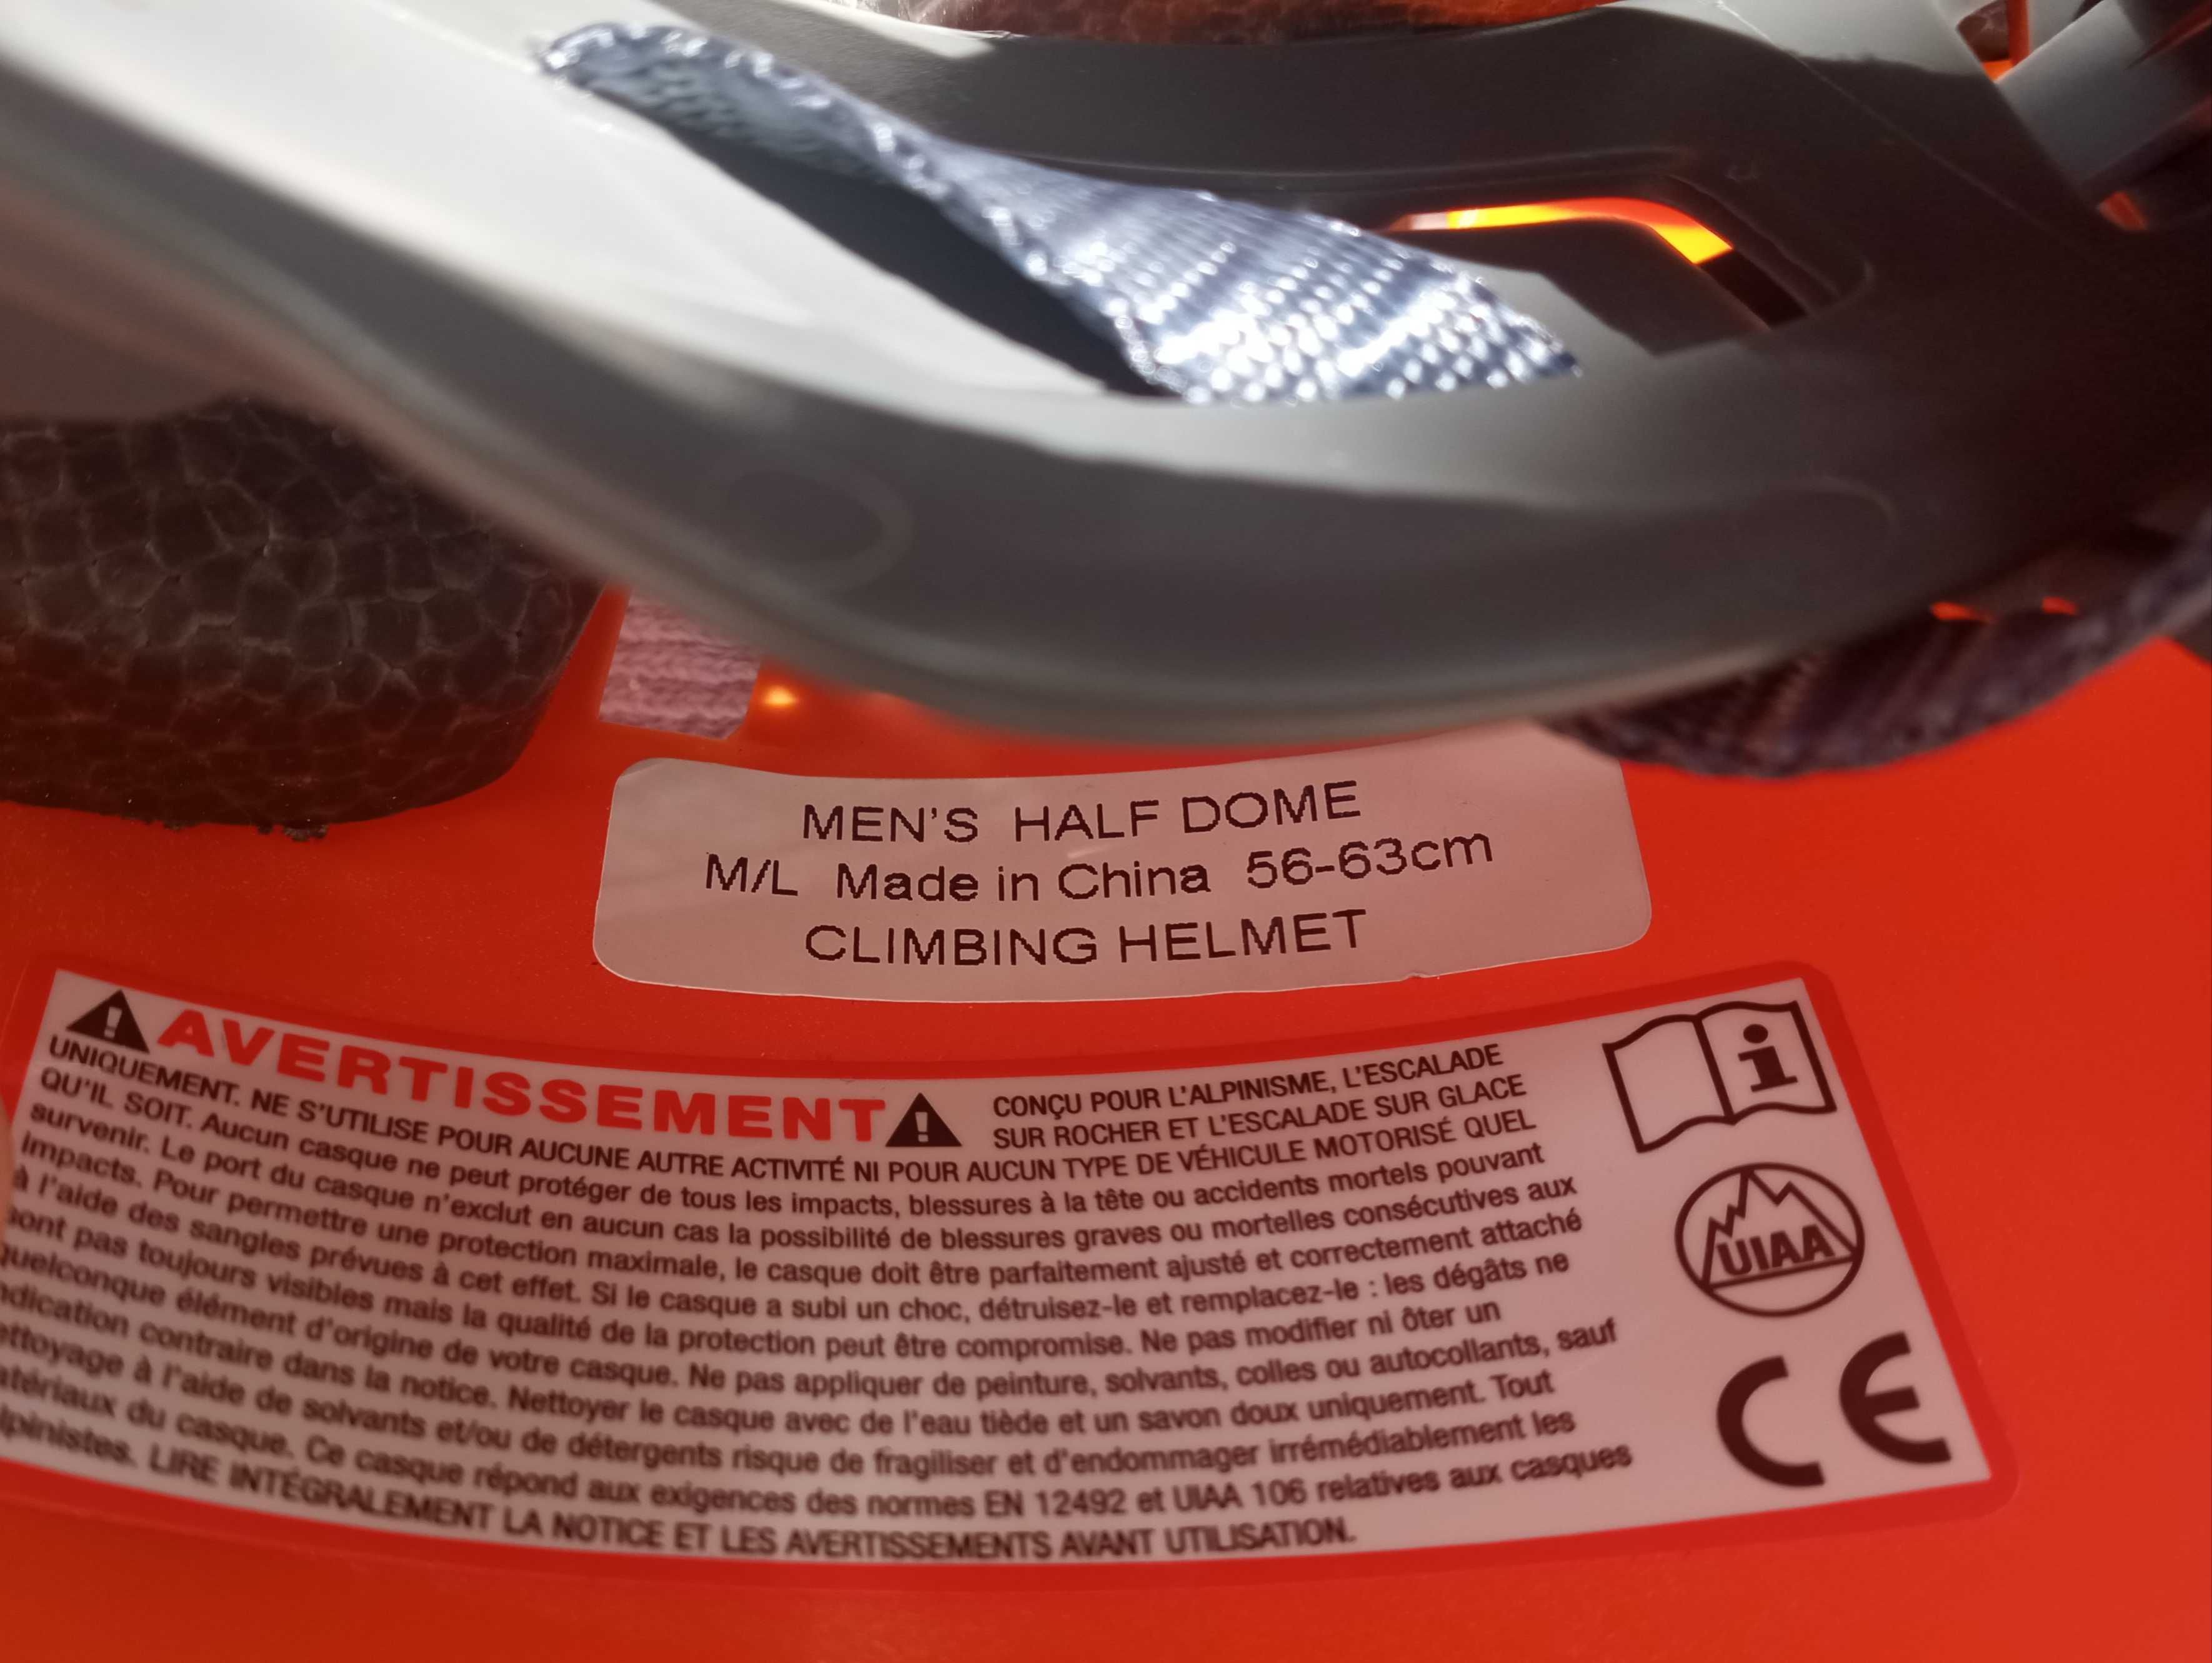 MEN'S HALF DOME
M/L Made in China 56-63cm
CLIMBING HELMET
AVERTISSEMENT
CONÇU POUR L'ALPINISME, L'ESCALADE
SUR ROCHER ET L'ESCALADE SUR GLACE
UNIQUEMENT. NE S'UTILISE POUR AUCUNE AUTRE ACTIVITÉ NI POUR AUCUN TYPE DE VÉHICULE MOTORISÉ QUEL
QU'IL SOIT. Aucun casque ne peut protéger de tous les impacts, blessures à la tête ou accidents mortels pouvant
survenir. Le port du casque n'exclut en aucun cas la possibilité de blessures graves ou mortelles consécutives aux
impacts. Pour permettre une protection maximale, le casque doit être parfaitement ajusté et correctement attaché
à l'aide des sangles prévues à cet effet. Si le casque a subi un choc, détruisez-le et remplacez-le : les dégâts ne
sont pas toujours visibles mais la qualité de la protection peut être compromise. Ne pas modifier ni ôter un
quelconque élément d'origine de votre casque. Ne pas appliquer de peinture, solvants, colles ou autocollants, sauf
contraire dans la notice. Nettoyer le casque avec de l'eau tiède et un savon doux uniquement. Tout
à l'aide de solvants et/ou de détergents risque de fragiliser et d'endommager irrémédiablement les
du casque. Ce casque répond aux exigences des normes EN 12492 et UIAA 106 relatives aux casques
LIRE INTÉGRALEMENT LA NOTICE ET LES AVERTISSEMENTS AVANT UTILISATION.
i
UIAA
CE